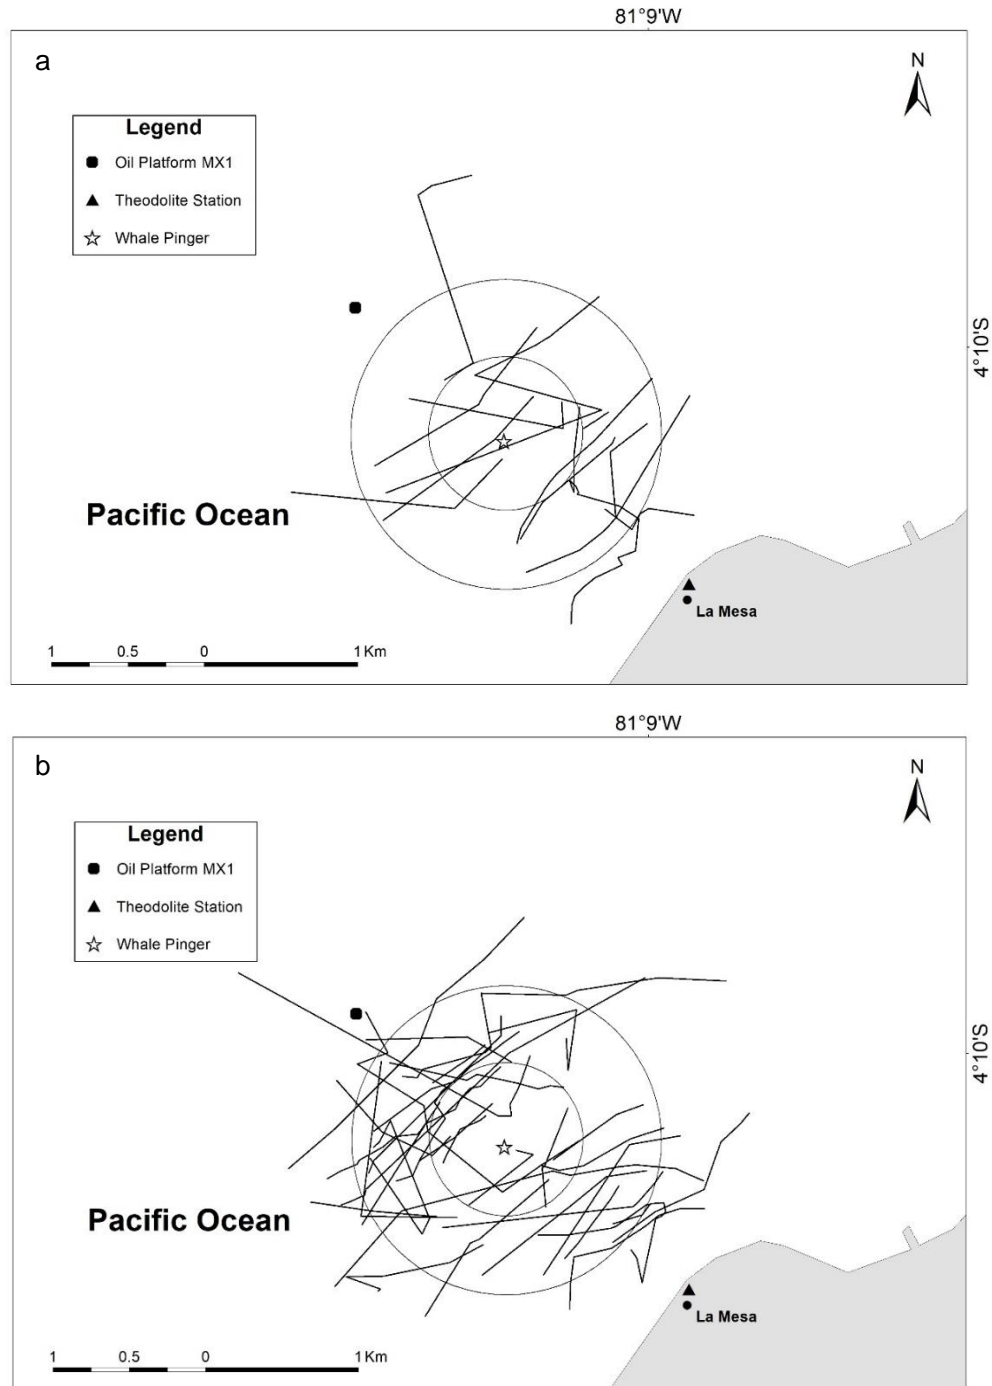 81°9'W
a
N
Legend
Oil Platform MX1
Theodolite Station
Whale Pinger
4°10'S
Pacific Ocean
La Mesa
1 0.5 0 1 Km
81°9'W
b
N
Legend
Oil Platform MX1
Theodolite Station
Whale Pinger
4°10'S
Pacific Ocean
La Mesa
1 0.5 0 1 Km